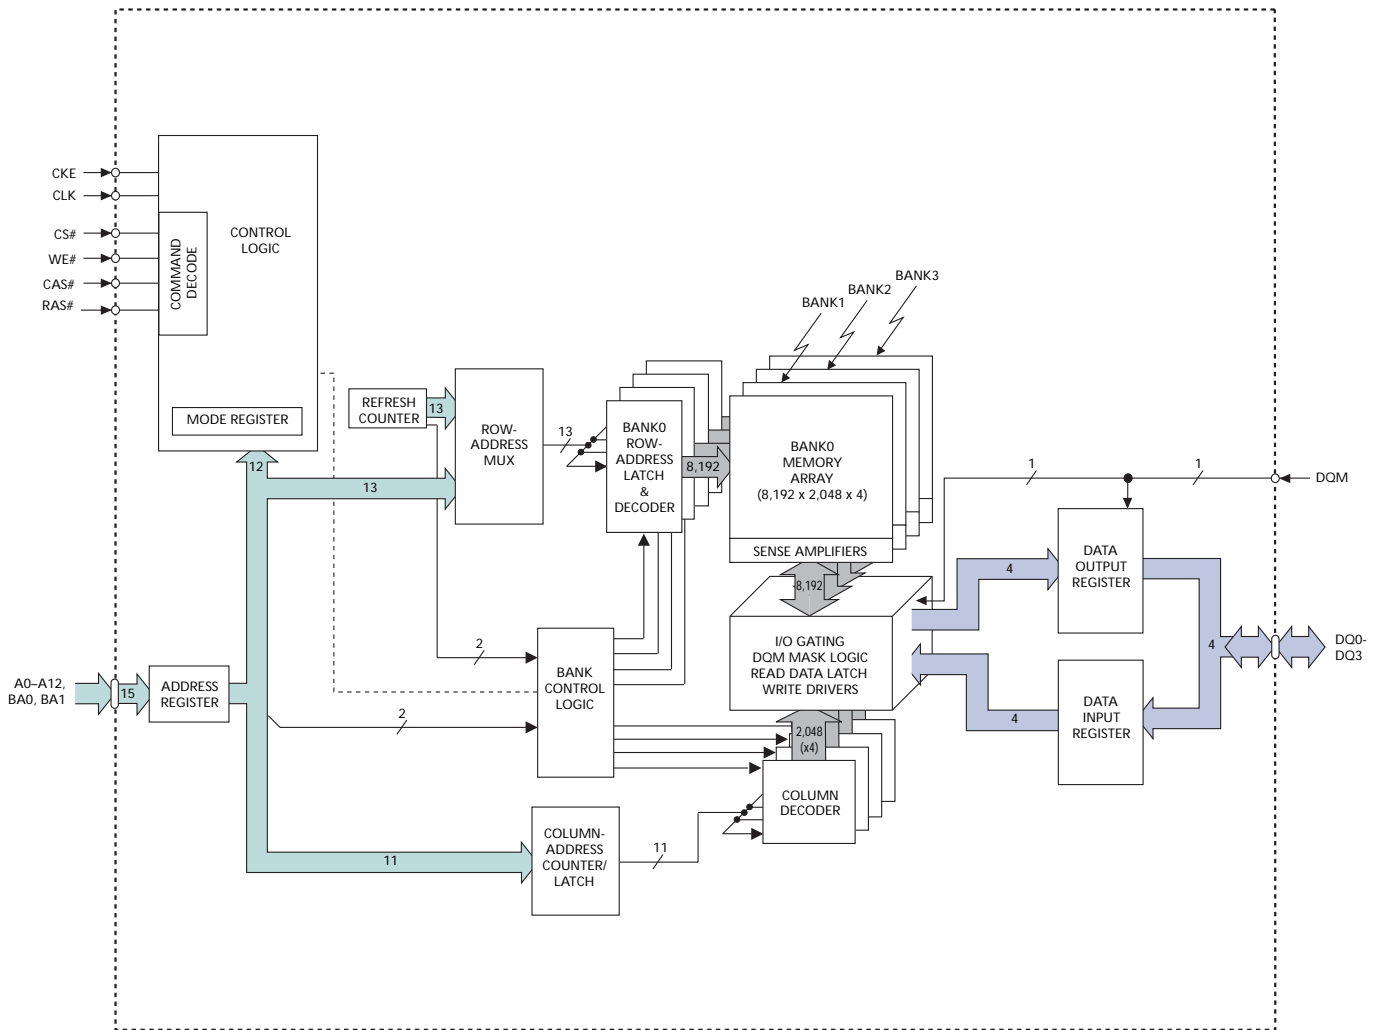 CKE
CLK
CS#
WE#
CAS#
RAS#
COMMAND
DECODE
CONTROL
LOGIC
MODE REGISTER
12
BANK3
BANK2
BANK1
REFRESH
COUNTER
13
ROW-
ADDRESS
MUX
13
13
BANK0
ROW-
ADDRESS
LATCH
&
DECODER
8,192
BANK0
MEMORY
ARRAY
(8,192 x 2,048 x 4)
SENSE AMPLIFIERS
8,192
1
1
DQM
DATA
OUTPUT
REGISTER
4
I/O GATING
DQM MASK LOGIC
READ DATA LATCH
WRITE DRIVERS
4
DQ0-
DQ3
4
DATA
INPUT
REGISTER
A0–A12,
BA0, BA1
15
ADDRESS
REGISTER
2
2
BANK
CONTROL
LOGIC
2,048
(x4)
COLUMN
DECODER
11
COLUMN-
ADDRESS
COUNTER/
LATCH
11